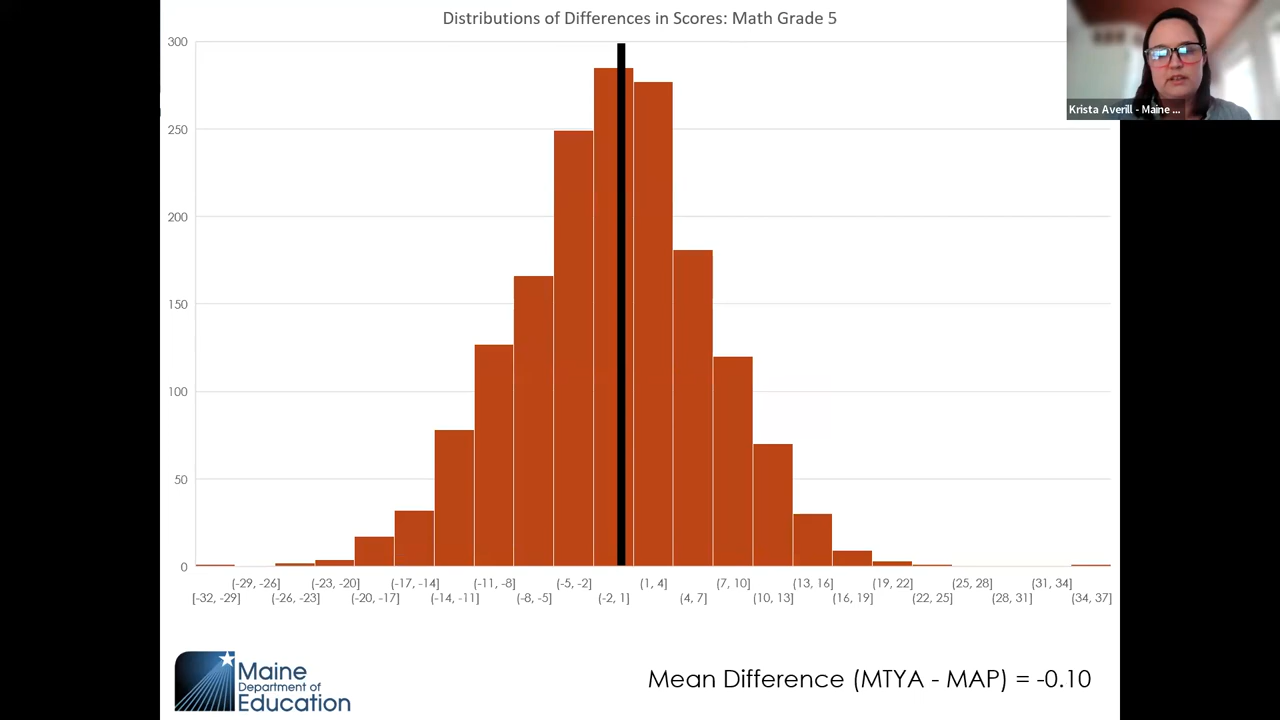 Distributions of Differences in Scores: Math Grade 5
Krista Averill - Maine ...
300
250
200
150
100
50
0
(-29, -26] (-23, -20] (-17, -14] (-11, -8] (-5, -2] (1, 4] (7, 10] (13, 16] (19, 22] (25, 28] (31, 34]
[-32, -29] (-26, -23] (-20, -17] (-14, -11] (-8, -5] (-2, 1] (4, 7] (10, 13] (16, 19] (22, 25] (28, 31] (34, 37]
Maine
Department of
Education
Mean Difference (MTYA - MAP) = -0.10